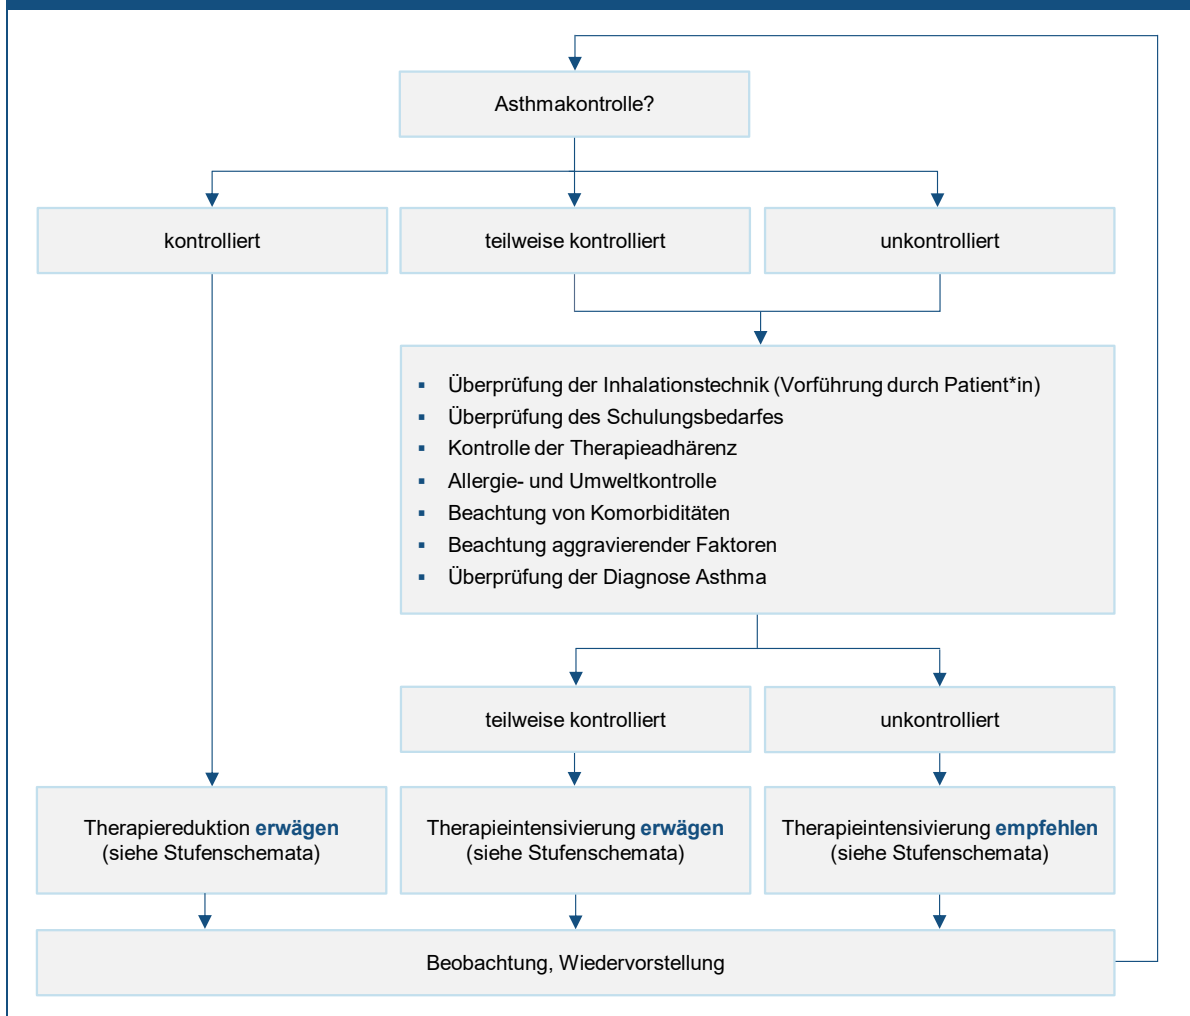 Asthmakontrolle?
kontrolliert
teilweise kontrolliert
unkontrolliert
▪ Überprüfung der Inhalationstechnik (Vorführung durch Patient*in)
▪ Überprüfung des Schulungsbedarfes
▪ Kontrolle der Therapieadhärenz
▪ Allergie- und Umweltkontrolle
▪ Beachtung von Komorbiditäten
▪ Beachtung aggravierender Faktoren
▪ Überprüfung der Diagnose Asthma
teilweise kontrolliert
unkontrolliert
Therapiereduktion erwägen
(siehe Stufenschemata)
Therapieintensivierung erwägen
(siehe Stufenschemata)
Therapieintensivierung empfehlen
(siehe Stufenschemata)
Beobachtung, Wiedervorstellung